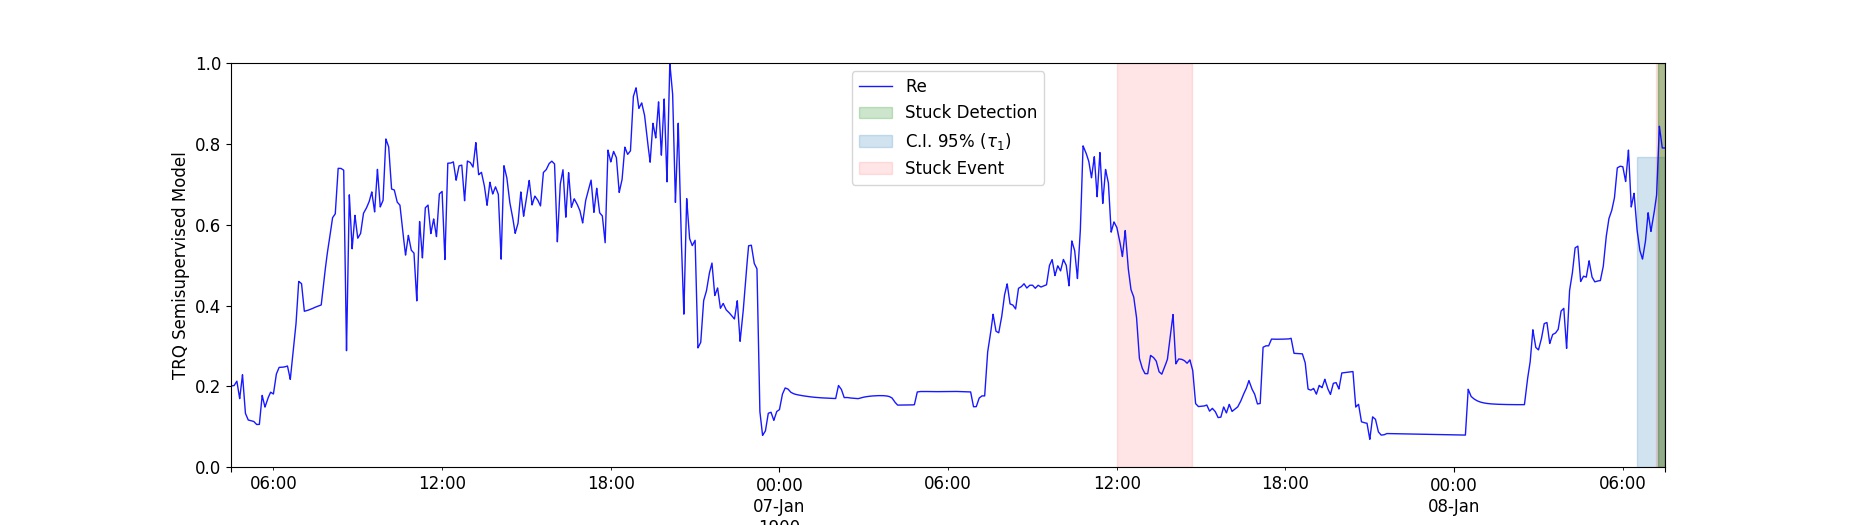 TRQ Semisupervised Model
1.0
0.8
0.6
0.4
0.2
0.0
Re
Stuck Detection
C.I. 95% (τ₁)
Stuck Event
06:00 12:00 18:00 00:00 06:00 12:00 18:00 00:00 06:00
07-Jan 08-Jan
1900